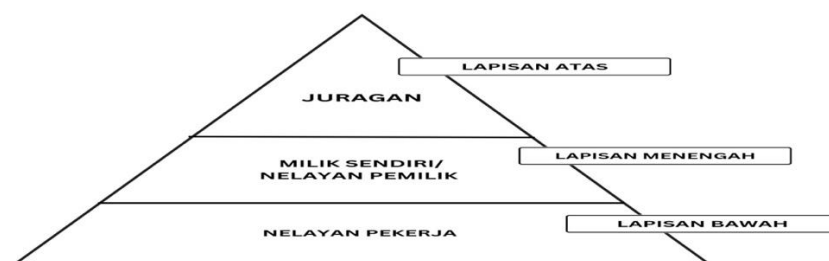 LAPISAN ATAS
JURAGAN
LAPISAN MENENGAH
MILIK SENDIRI/
NELAYAN PEMILIK
LAPISAN BAWAH
NELAYAN PEKERJA